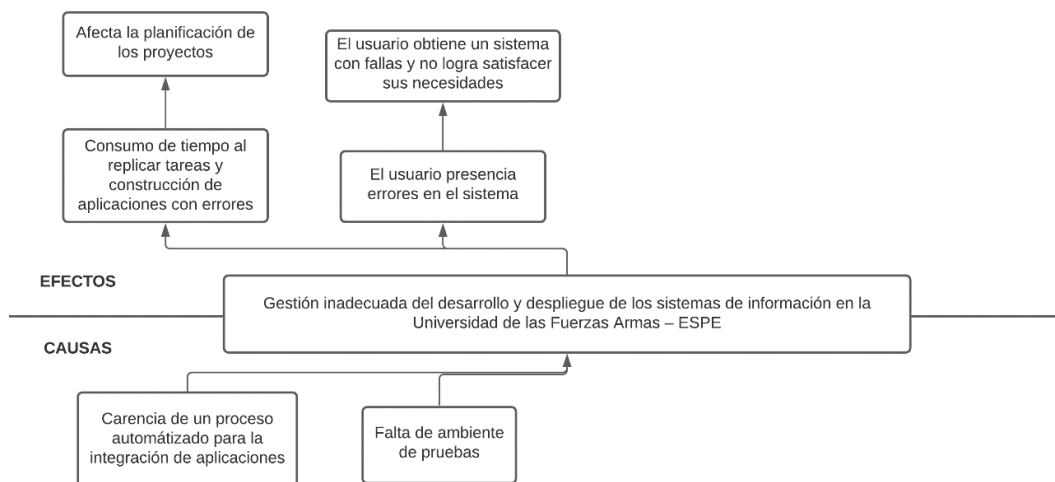 Afecta la planificación de
los proyectos
El usuario obtiene un sistema
con fallas y no logra satisfacer
sus necesidades
Consumo de tiempo al
replicar tareas y
construcción de
aplicaciones con errores
El usuario presencia
errores en el sistema
EFECTOS
Gestión inadecuada del desarrollo y despliegue de los sistemas de información en la
Universidad de las Fuerzas Armas – ESPE
CAUSAS
Carencia de un proceso
automátizado para la
integración de aplicaciones
Falta de ambiente
de pruebas